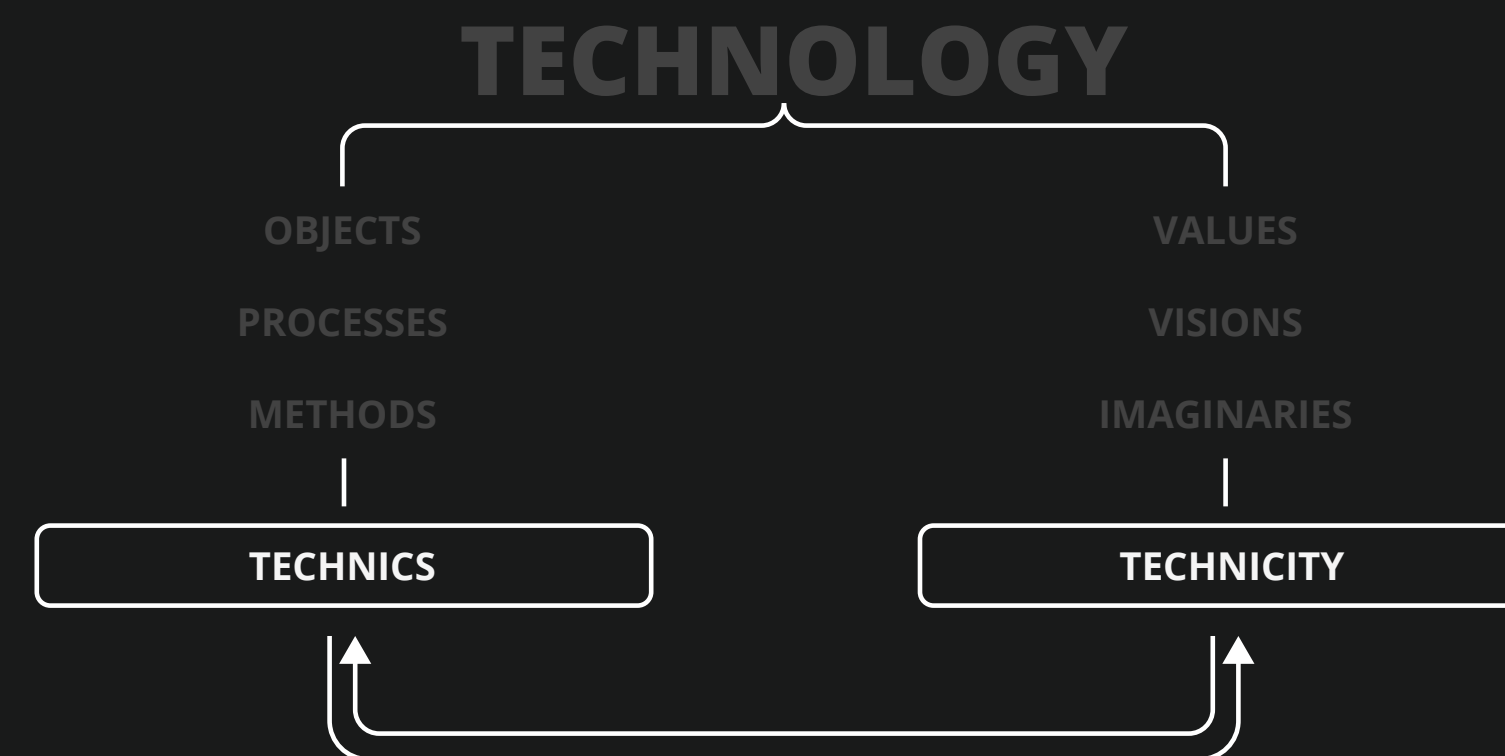 TECHNOLOGY
OBJECTS
PROCESSES
METHODS
TECHNICS
VALUES
VISIONS
IMAGINARIES
TECHNICITY